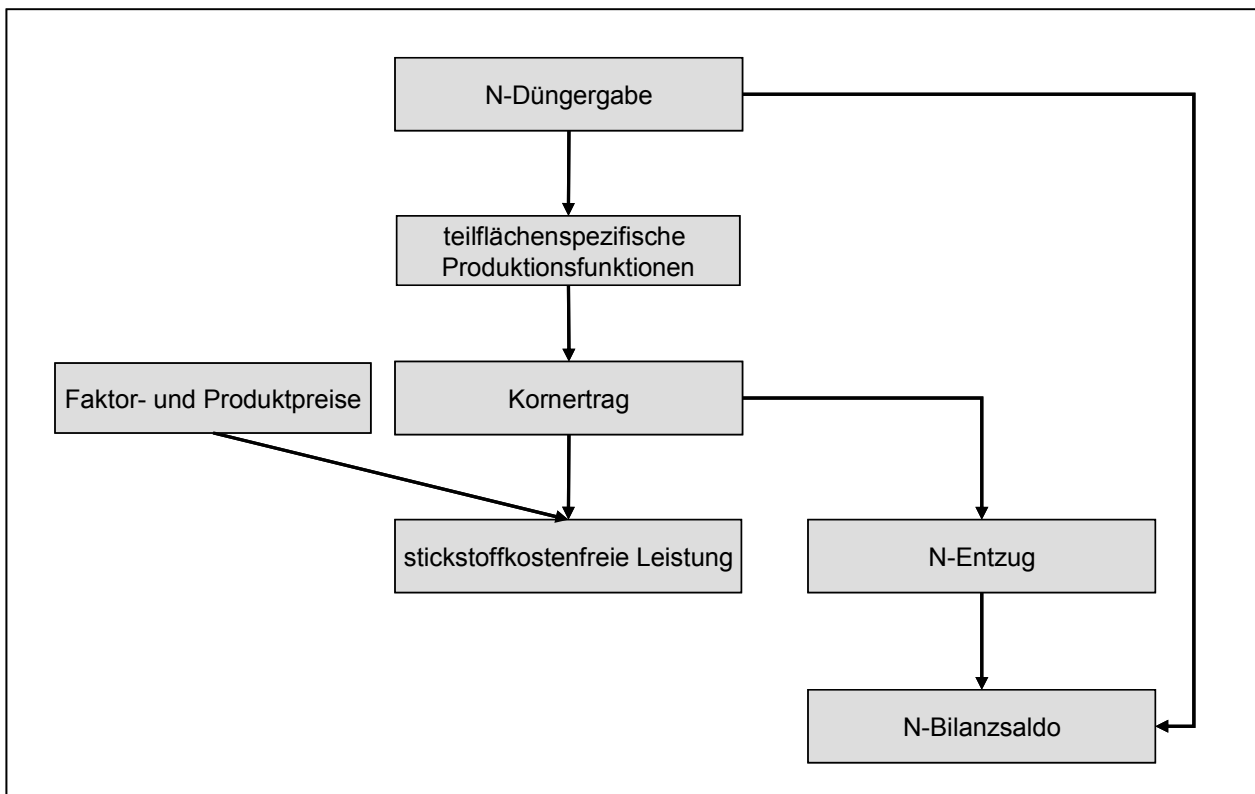 N-Düngergabe
teilflächenspezifische
Produktionsfunktionen
Faktor- und Produktpreise
Kornertrag
stickstoffkostenfreie Leistung
N-Entzug
N-Bilanzsaldo